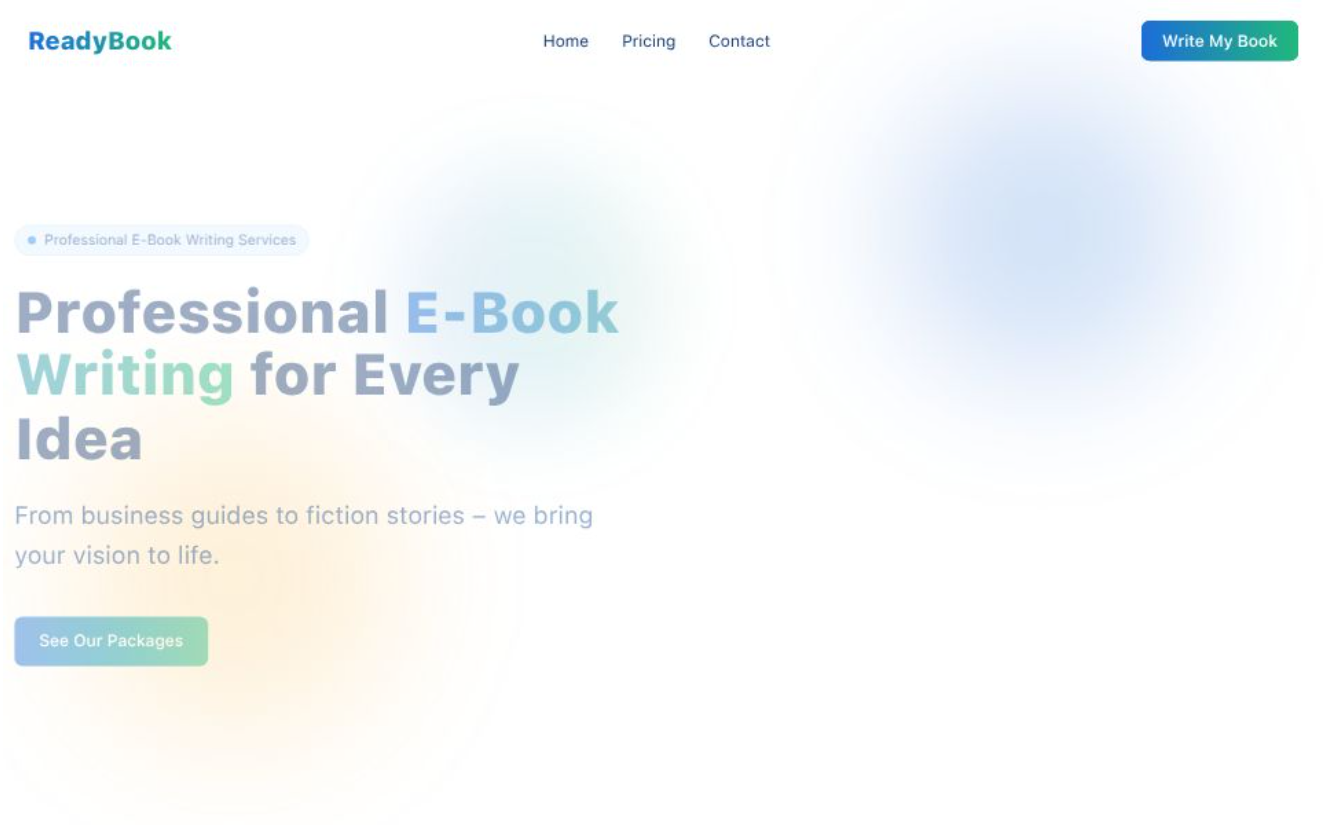 ReadyBook
Home
Pricing
Contact
Write My Book
Professional E-Book Writing Services
Professional E-Book
Writing for Every
Idea
From business guides to fiction stories – we bring
your vision to life.
See Our Packages